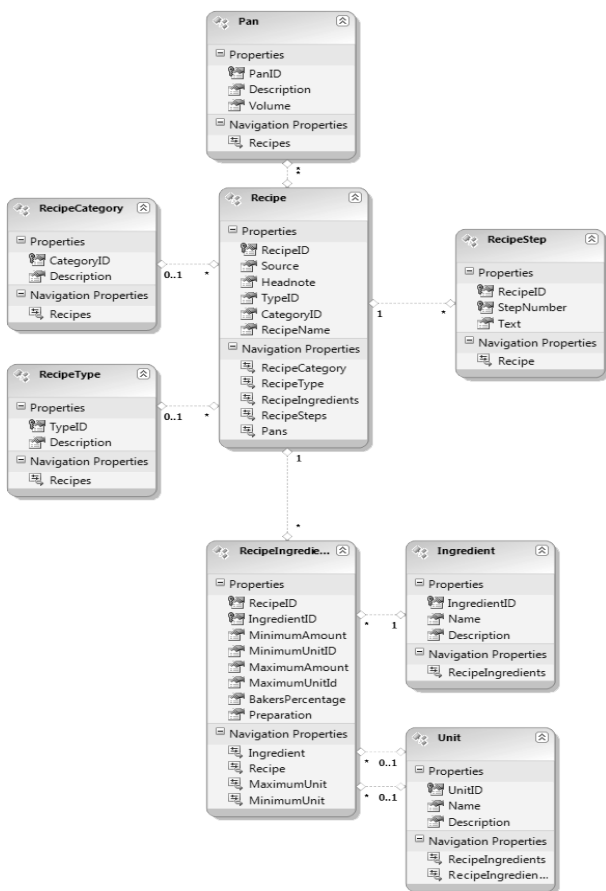 Pan
Properties
PanID
Description
Volume
Navigation Properties
Recipes
*
*
RecipeCategory
Properties
CategoryID
Description
Navigation Properties
Recipes
0..1
*
Recipe
Properties
RecipeID
Source
Headnote
TypeID
CategoryID
RecipeName
Navigation Properties
RecipeCategory
RecipeType
RecipeIngredients
RecipeSteps
Pans
1
*
RecipeStep
Properties
RecipeID
StepNumber
Text
Navigation Properties
Recipe
RecipeType
Properties
TypeID
Description
Navigation Properties
Recipes
0..1
*
1
*
RecipeIngredie...
Properties
RecipeID
IngredientID
MinimumAmount
MinimumUnitID
MaximumAmount
MaximumUnitId
BakersPercentage
Preparation
Navigation Properties
Ingredient
Recipe
MaximumUnit
MinimumUnit
* 1
Ingredient
Properties
IngredientID
Name
Description
Navigation Properties
RecipeIngredients
* 0..1
* 0..1
Unit
Properties
UnitID
Name
Description
Navigation Properties
RecipeIngredients
RecipeIngredien...